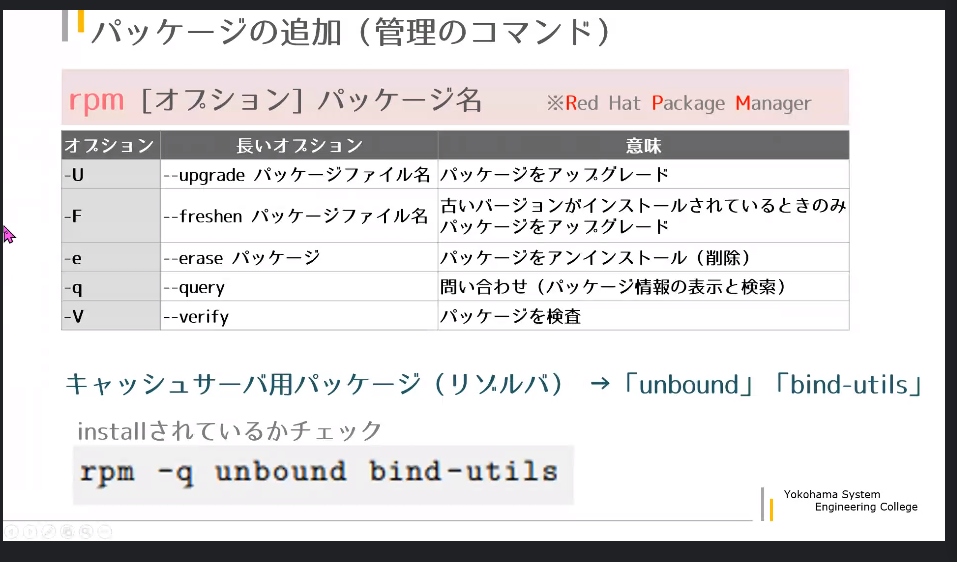 パッケージの追加（管理のコマンド）
rpm [オプション] パッケージ名 ※Red Hat Package Manager
オプション 長いオプション 意味
-U --upgrade パッケージファイル名 パッケージをアップグレード
-F --freshen パッケージファイル名 古いバージョンがインストールされているときのみ
パッケージをアップグレード
-e --erase パッケージ パッケージをアンインストール（削除）
-q --query 問い合わせ（パッケージ情報の表示と検索）
-V --verify パッケージを検査
キャッシュサーバ用パッケージ（リゾルバ） →「unbound」「bind-utils」
installされているかチェック
rpm -q unbound bind-utils
Yokohama System
Engineering College